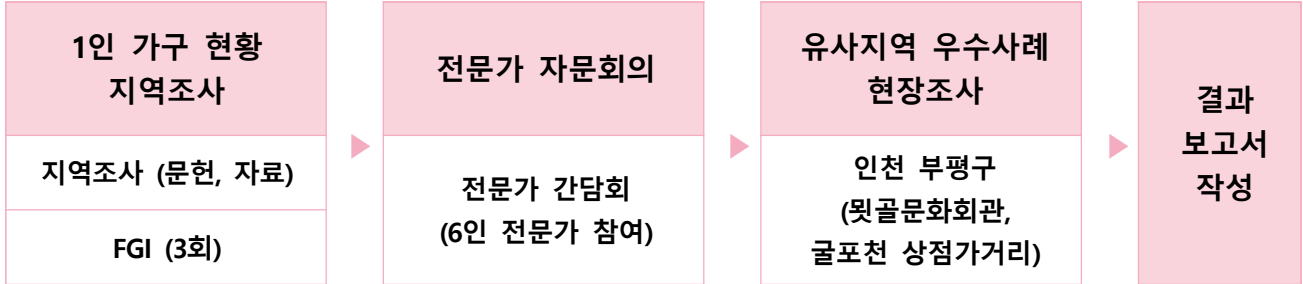 1인 가구 현황
지역조사
지역조사 (문헌, 자료)
FGI (3회)
전문가 자문회의
전문가 간담회
(6인 전문가 참여)
유사지역 우수사례
현장조사
인천 부평구
(묏골문화회관,
굴포천 상점가거리)
결과
보고서
작성